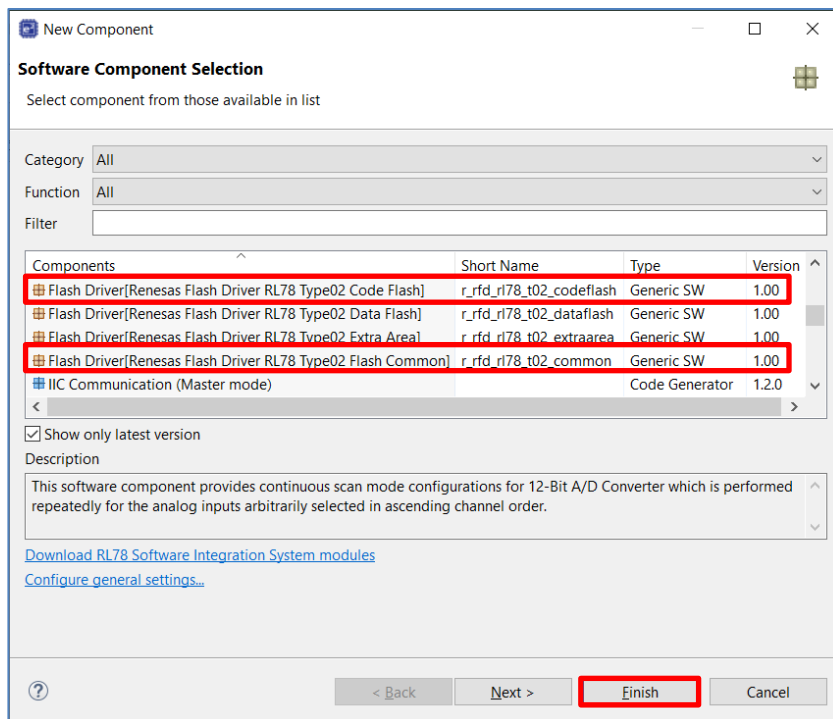 New Component
Software Component Selection
Select component from those available in list
Category All
Function All
Filter
Components Short Name Type Version
Flash Driver[Renesas Flash Driver RL78 Type02 Code Flash] r_rfd_rl78_t02_codeflash Generic SW 1.00
Flash Driver[Renesas Flash Driver RL78 Type02 Data Flash] r_rfd_rl78_t02_dataflash Generic SW 1.00
Flash Driver[Renesas Flash Driver RL78 Type02 Extra Area] r_rfd_rl78_t02_extraarea Generic SW 1.00
Flash Driver[Renesas Flash Driver RL78 Type02 Flash Common] r_rfd_rl78_t02_common Generic SW 1.00
IIC Communication (Master mode) Code Generator 1.2.0
Show only latest version
Description
This software component provides continuous scan mode configurations for 12-Bit A/D Converter which is performed
repeatedly for the analog inputs arbitrarily selected in ascending channel order.
Download RL78 Software Integration System modules
Configure general settings...
? < Back Next > Finish Cancel